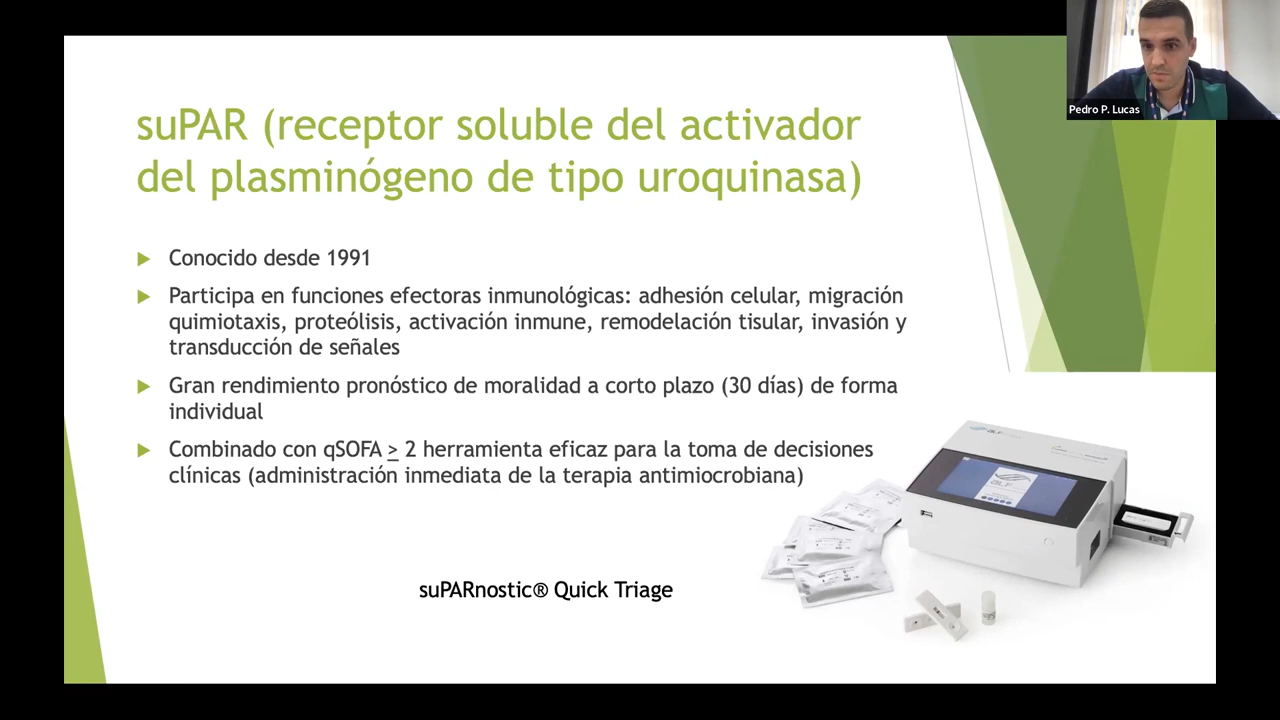 Pedro P. Lucas
suPAR (receptor soluble del activador
del plasminógeno de tipo uroquinasa)
Conocido desde 1991
Participa en funciones efectoras inmunológicas: adhesión celular, migración
quimiotaxis, proteólisis, activación inmune, remodelación tisular, invasión y
transducción de señales
Gran rendimiento pronóstico de moralidad a corto plazo (30 días) de forma
individual
Combinado con qSOFA > 2 herramienta eficaz para la toma de decisiones
clínicas (administración inmediata de la terapia antimiocrobiana)
suPARnostic® Quick Triage